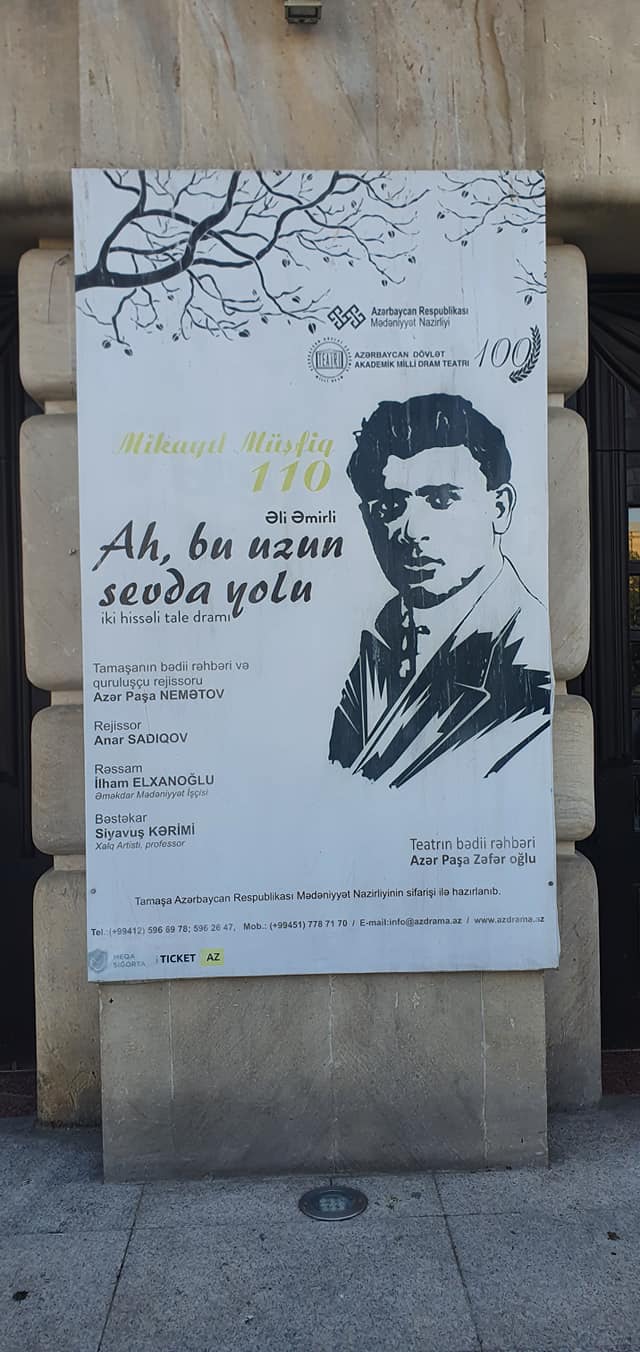 Azərbaycan Respublikası
Mədəniyyət Nazirliyi
TEATRI
AZƏRBAYCAN DÖVLƏT
AKADEMİK MİLLİ DRAM TEATRI
100
Mikayıl Müşfiq
110
Əli Əmirli
Ah, bu uzun
sevda yolu
iki hissəli tale dramı
Tamaşanın bədii rəhbəri və
quruluşçu rejissoru
Azər Paşa NEMƏTOV
Rejissor
Anar SADIQOV
Rəssam
İlham ELXANOĞLU
Əməkdar Mədəniyyət İşçisi
Bəstəkar
Siyavuş KƏRİMİ
Xalq Artisti, professor
Teatrın bədii rəhbəri
Azər Paşa Zəfər oğlu
Tamaşa Azərbaycan Respublikası Mədəniyyət Nazirliyinin sifarişi ilə hazırlanıb.
Tel.:(+99412) 596 69 78; 596 26 47, Mob.: (+99451) 778 71 70 / E-mail:info@azdrama.az / www.azdrama.az
MEQA
SIĞORTA
iTICKET AZ